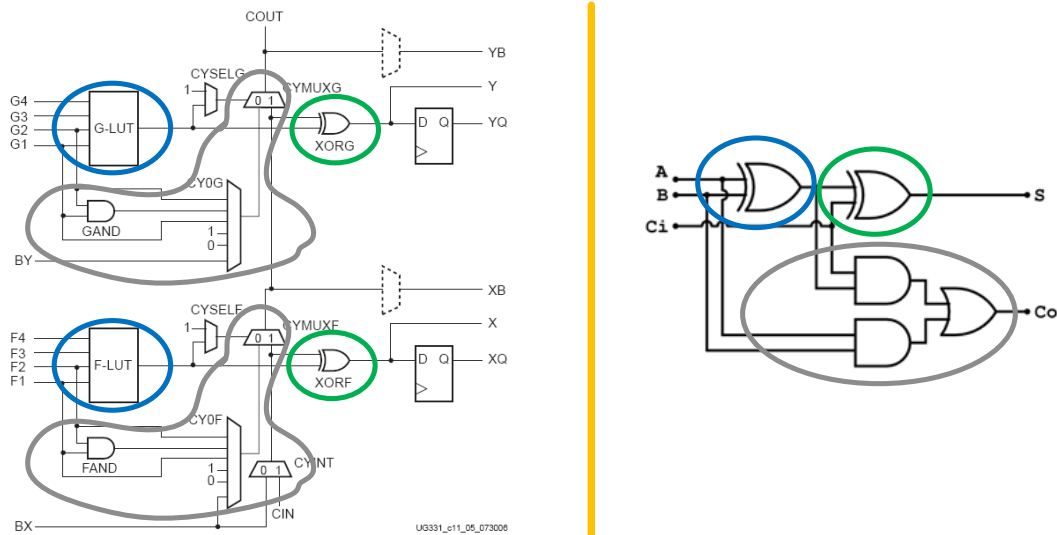 COUT
YB
CYSELG
CYMUXG
1
0 1
Y
G4
G3
G2
G1
G-LUT
D Q
YQ
XORG
CY0G
GAND
1
0
BY
XB
CYSELF
CYMUXF
1
0 1
X
F4
F3
F2
F1
F-LUT
D Q
XQ
XORF
CY0F
FAND
1
0
0 1
CYINT
CIN
BX
UG331_c11_05_073006
A
B
Ci
S
Co